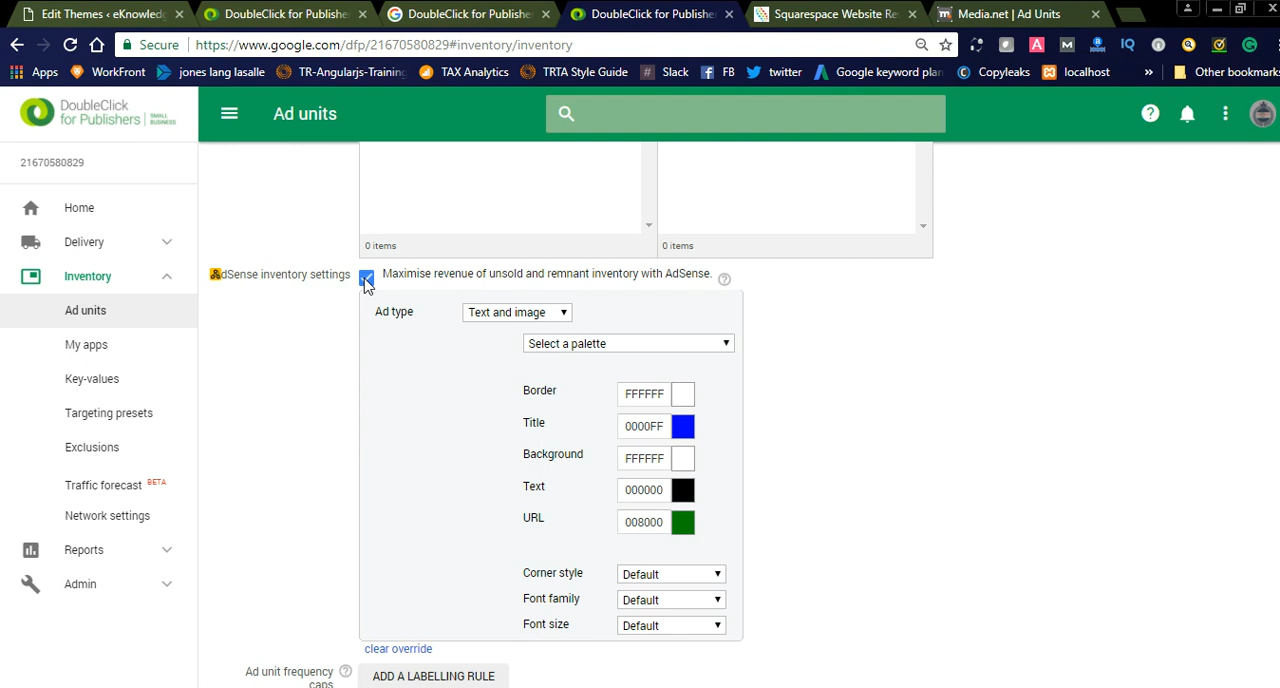 Edit Themes ‹ eKnowled
DoubleClick for Publishe
DoubleClick for Publishe
DoubleClick for Publishe
Squarespace Website Re
Media.net | Ad Units
Secure
https://www.google.com/dfp/21670580829#inventory/inventory
Apps
WorkFront
jones lang lasalle
TR-Angularjs-Training
TAX Analytics
TRTA Style Guide
Slack
FB
twitter
Google keyword plan
Copyleaks
localhost
»
Other bookmarks
DoubleClick
for Publishers
SMALL
BUSINESS
Ad units
21670580829
Home
Delivery
Inventory
Ad units
My apps
Key-values
Targeting presets
Exclusions
Traffic forecast BETA
Network settings
Reports
Admin
0 items
0 items
AdSense inventory settings
Maximise revenue of unsold and remnant inventory with AdSense.
Ad type
Text and image
Select a palette
Border
FFFFFF
Title
0000FF
Background
FFFFFF
Text
000000
URL
008000
Corner style
Default
Font family
Default
Font size
Default
clear override
Ad unit frequency
caps
ADD A LABELLING RULE